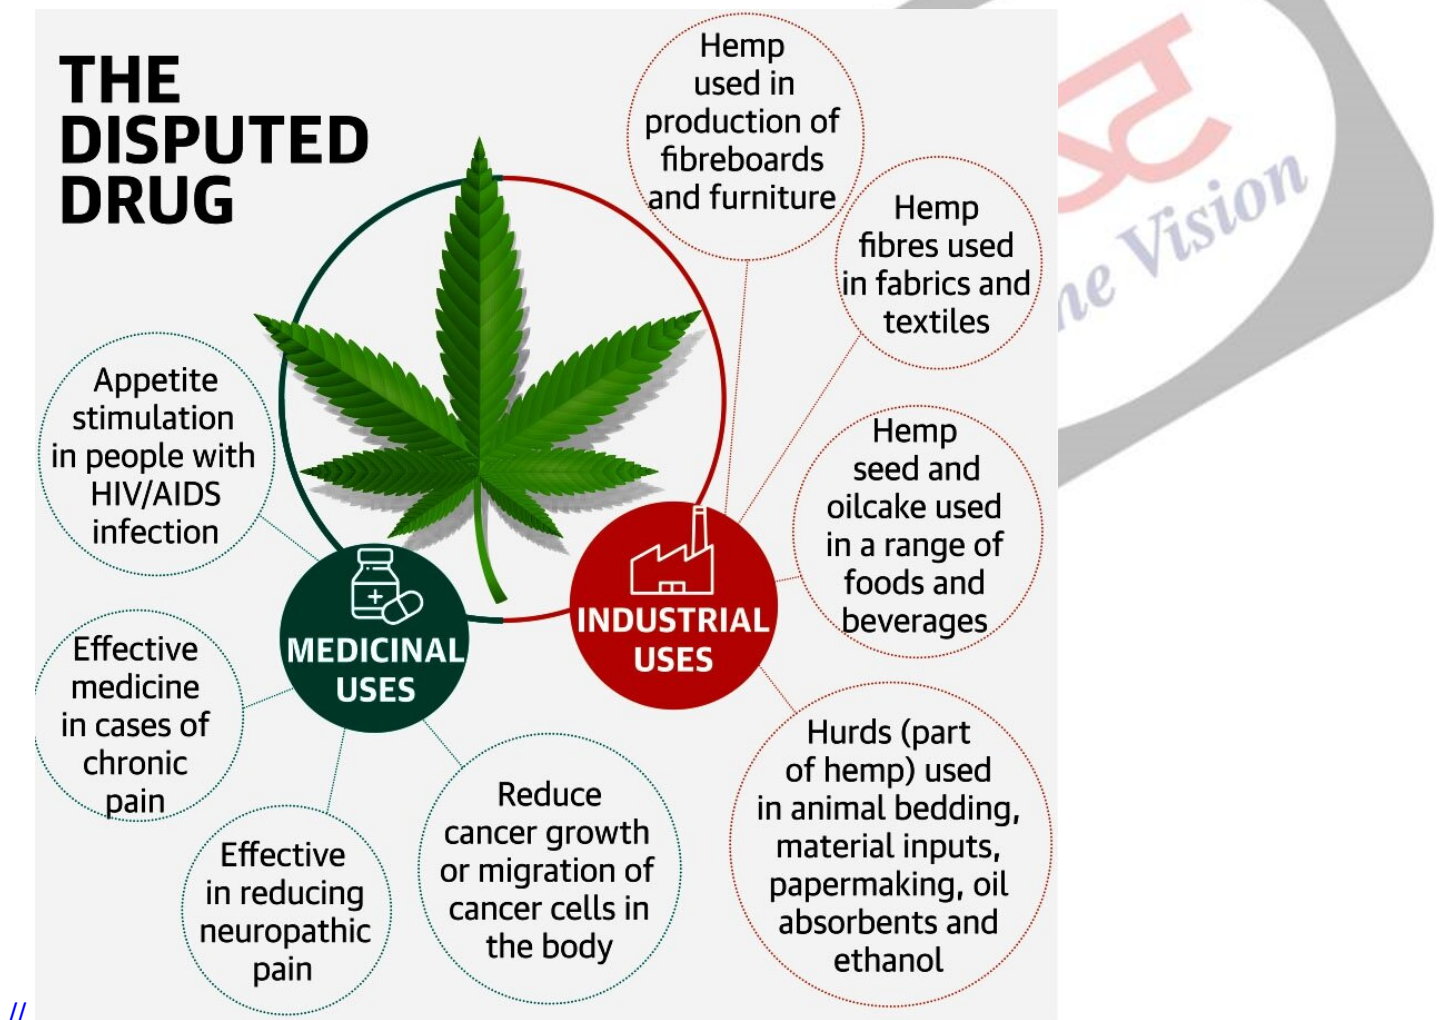 THE
DISPUTED
DRUG
Hemp
used in
production of
fibreboards
and furniture
Hemp
fibres used
in fabrics and
textiles
Hemp
seed and
oilcake used
in a range of
foods and
beverages
Hurds (part
of hemp) used
in animal bedding,
material inputs,
papermaking, oil
absorbents and
ethanol
INDUSTRIAL
USES
MEDICINAL
USES
Appetite
stimulation
in people with
HIV/AIDS
infection
Effective
medicine
in cases of
chronic
pain
Effective
in reducing
neuropathic
pain
Reduce
cancer growth
or migration of
cancer cells in
the body
Vision
//